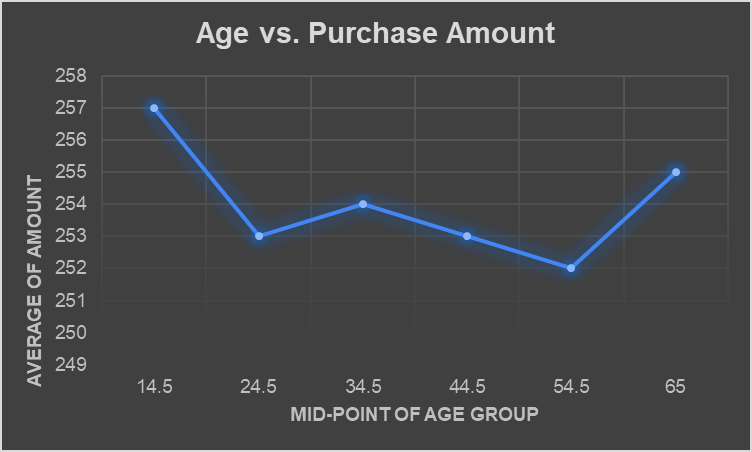 Age vs. Purchase Amount
258
257
256
255
254
253
252
251
250
249
AVERAGE OF AMOUNT
14.5 24.5 34.5 44.5 54.5 65
MID-POINT OF AGE GROUP